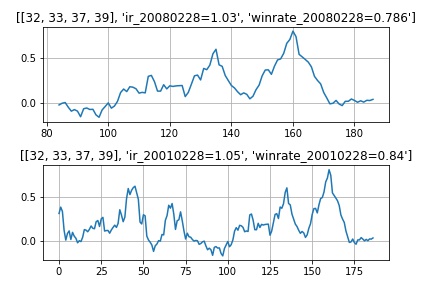 [[32, 33, 37, 39], 'ir_20080228=1.03', 'winrate_20080228=0.786']
0.5
0.0
80 100 120 140 160 180
[[32, 33, 37, 39], 'ir_20010228=1.05', 'winrate_20010228=0.84']
0.5
0.0
0 25 50 75 100 125 150 175